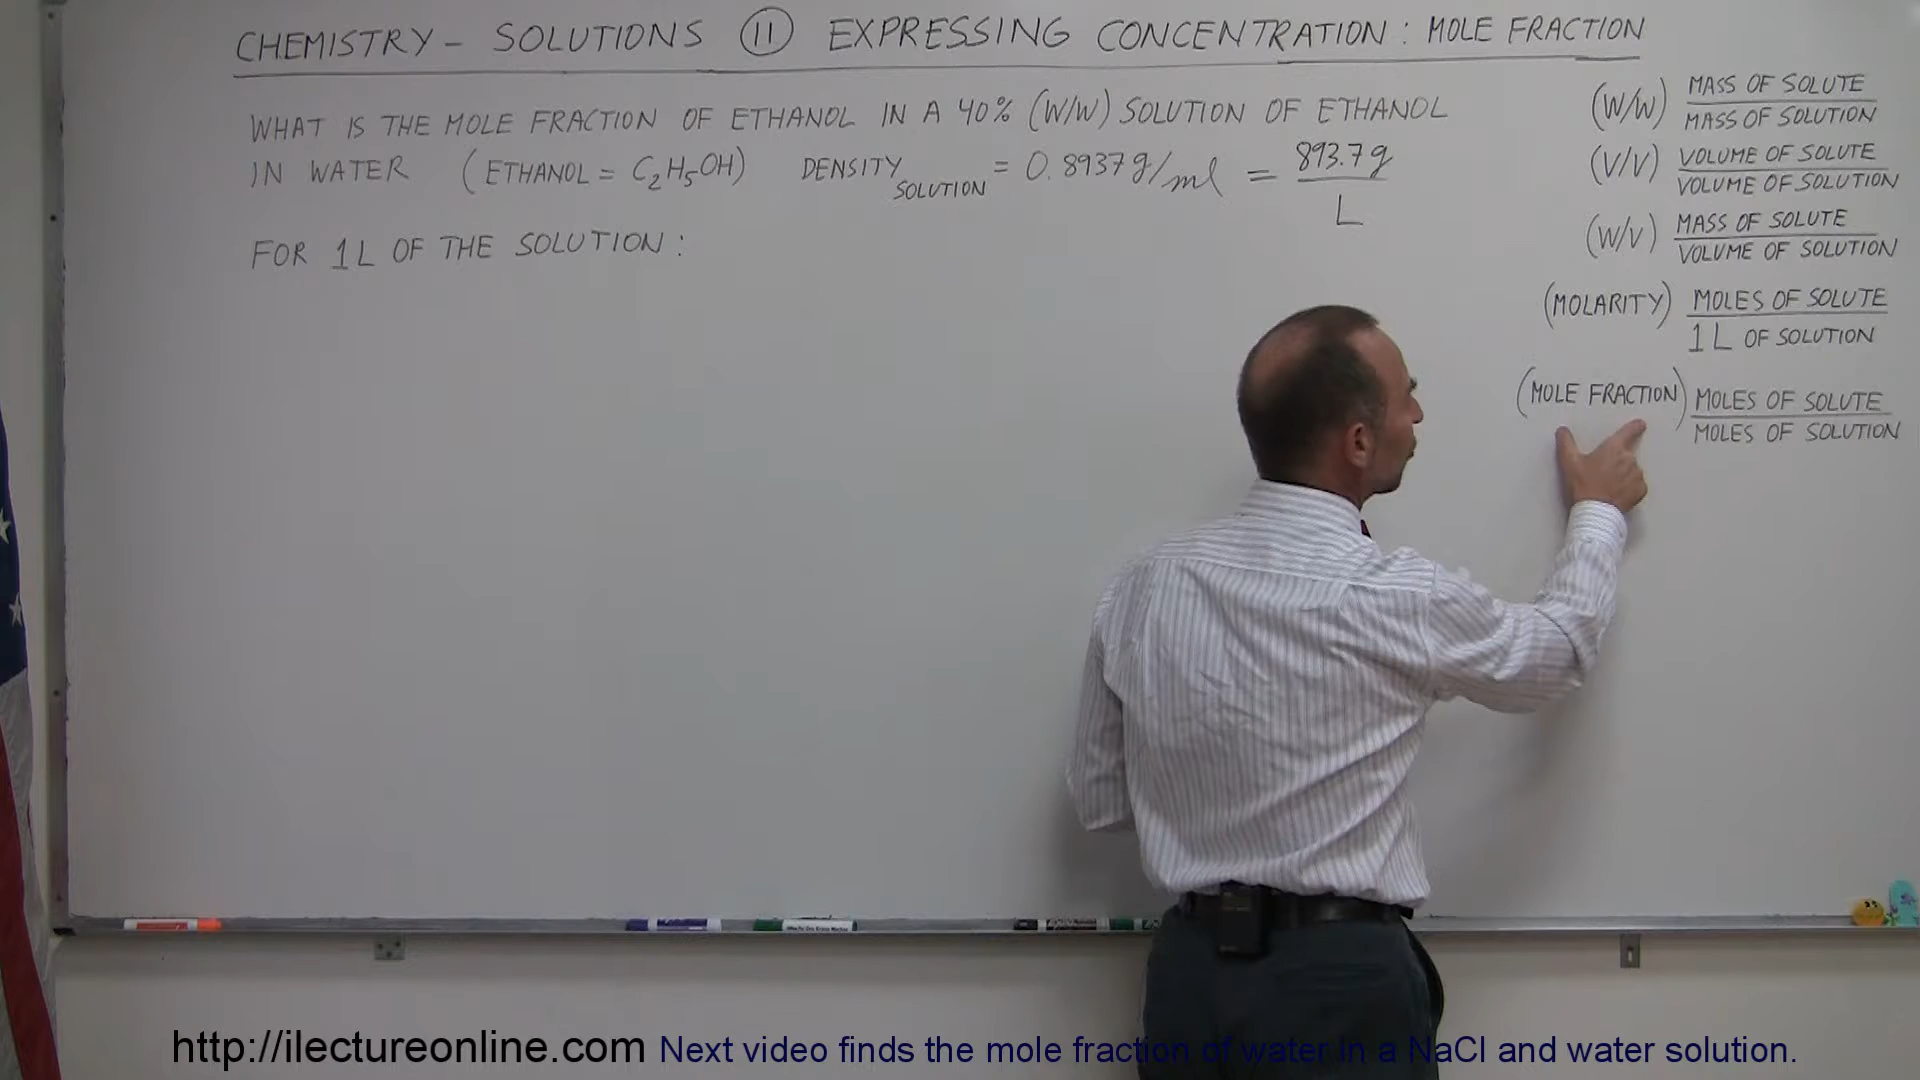 CHEMISTRY – SOLUTIONS ⑪ EXPRESSING CONCENTRATION: MOLE FRACTION
WHAT IS THE MOLE FRACTION OF ETHANOL IN A 40% (W/W) SOLUTION OF ETHANOL
IN WATER (ETHANOL = C₂H₅OH) DENSITY SOLUTION = 0.8937 g/ml = 893.7 g / L
FOR 1 L OF THE SOLUTION:
(W/W) MASS OF SOLUTE
MASS OF SOLUTION
(V/V) VOLUME OF SOLUTE
VOLUME OF SOLUTION
(W/V) MASS OF SOLUTE
VOLUME OF SOLUTION
(MOLARITY) MOLES OF SOLUTE
1 L OF SOLUTION
(MOLE FRACTION) MOLES OF SOLUTE
MOLES OF SOLUTION
http://ilectureonline.com Next video finds the mole fraction of water in a NaCl and water solution.